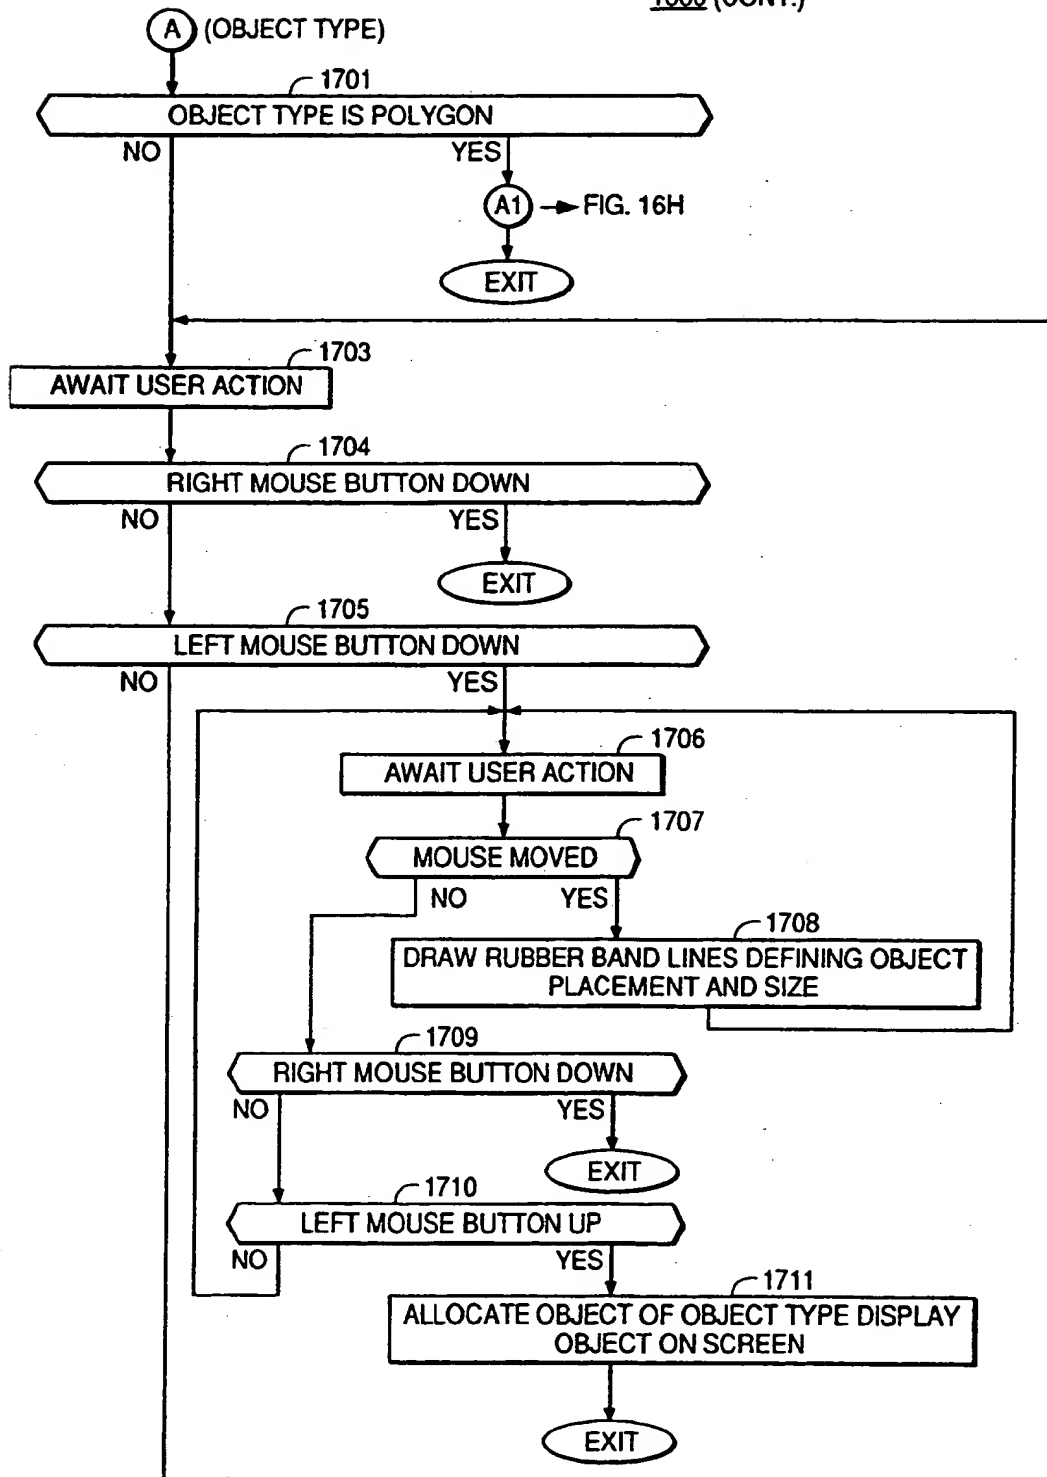 (CONT.)
A (OBJECT TYPE)
1701
OBJECT TYPE IS POLYGON
NO YES
A1 FIG. 16H
EXIT
1703
AWAIT USER ACTION
1704
RIGHT MOUSE BUTTON DOWN
NO YES
EXIT
1705
LEFT MOUSE BUTTON DOWN
NO YES
1706
AWAIT USER ACTION
1707
MOUSE MOVED
NO YES
1708
DRAW RUBBER BAND LINES DEFINING OBJECT
PLACEMENT AND SIZE
1709
RIGHT MOUSE BUTTON DOWN
NO YES
EXIT
1710
LEFT MOUSE BUTTON UP
NO YES
1711
ALLOCATE OBJECT OF OBJECT TYPE DISPLAY
OBJECT ON SCREEN
EXIT